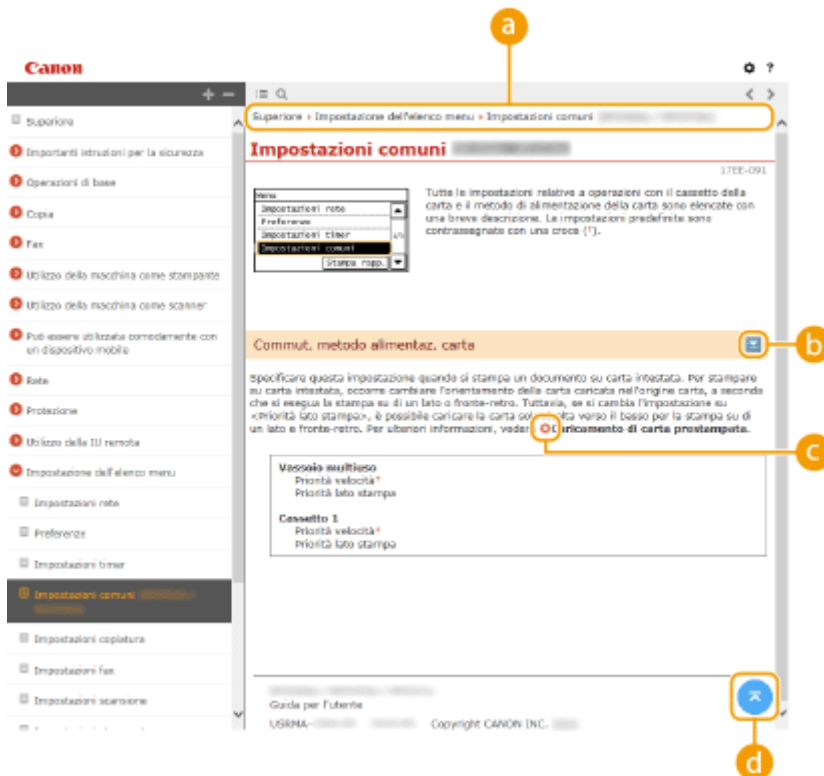 a
Canon
?
Superiore
Superiore › Impostazione dell'elenco menu › Impostazioni comuni
Importanti istruzioni per la sicurezza
Operazioni di base
Copia
Fax
Utilizzo della macchina come stampante
Utilizzo della macchina come scanner
Può essere utilizzata comodamente con
un dispositivo mobile
Rete
Protezione
Utilizzo della IU remota
Impostazione dell'elenco menu
Impostazioni rete
Preferenze
Impostazioni timer
Impostazioni comuni
Impostazioni copiatura
Impostazioni fax
Impostazioni scansione
Impostazioni comuni
17EE-091
Menu
Impostazioni rete
Preferenze
Impostazioni timer
Impostazioni comuni
Stampa rapp.
Tutte le impostazioni relative a operazioni con il cassetto della
carta e il metodo di alimentazione della carta sono elencate con
una breve descrizione. Le impostazioni predefinite sono
contrassegnate con una croce (†).
Commut. metodo alimentaz. carta
b
Specificare questa impostazione quando si stampa un documento su carta intestata. Per stampare
su carta intestata, occorre cambiare l'orientamento della carta caricata nell'origine carta, a seconda
che si esegua la stampa su di un lato o fronte-retro. Tuttavia, se si cambia l'impostazione su
<Priorità lato stampa>, è possibile caricare la carta verso il basso per la stampa su di
un lato e fronte-retro. Per ulteriori informazioni, vedere Caricamento di carta prestampata.
c
Vassoio multiuso
Priorità velocità†
Priorità lato stampa
Cassetto 1
Priorità velocità†
Priorità lato stampa
Guida per l'utente
USRMA- Copyright CANON INC.
d